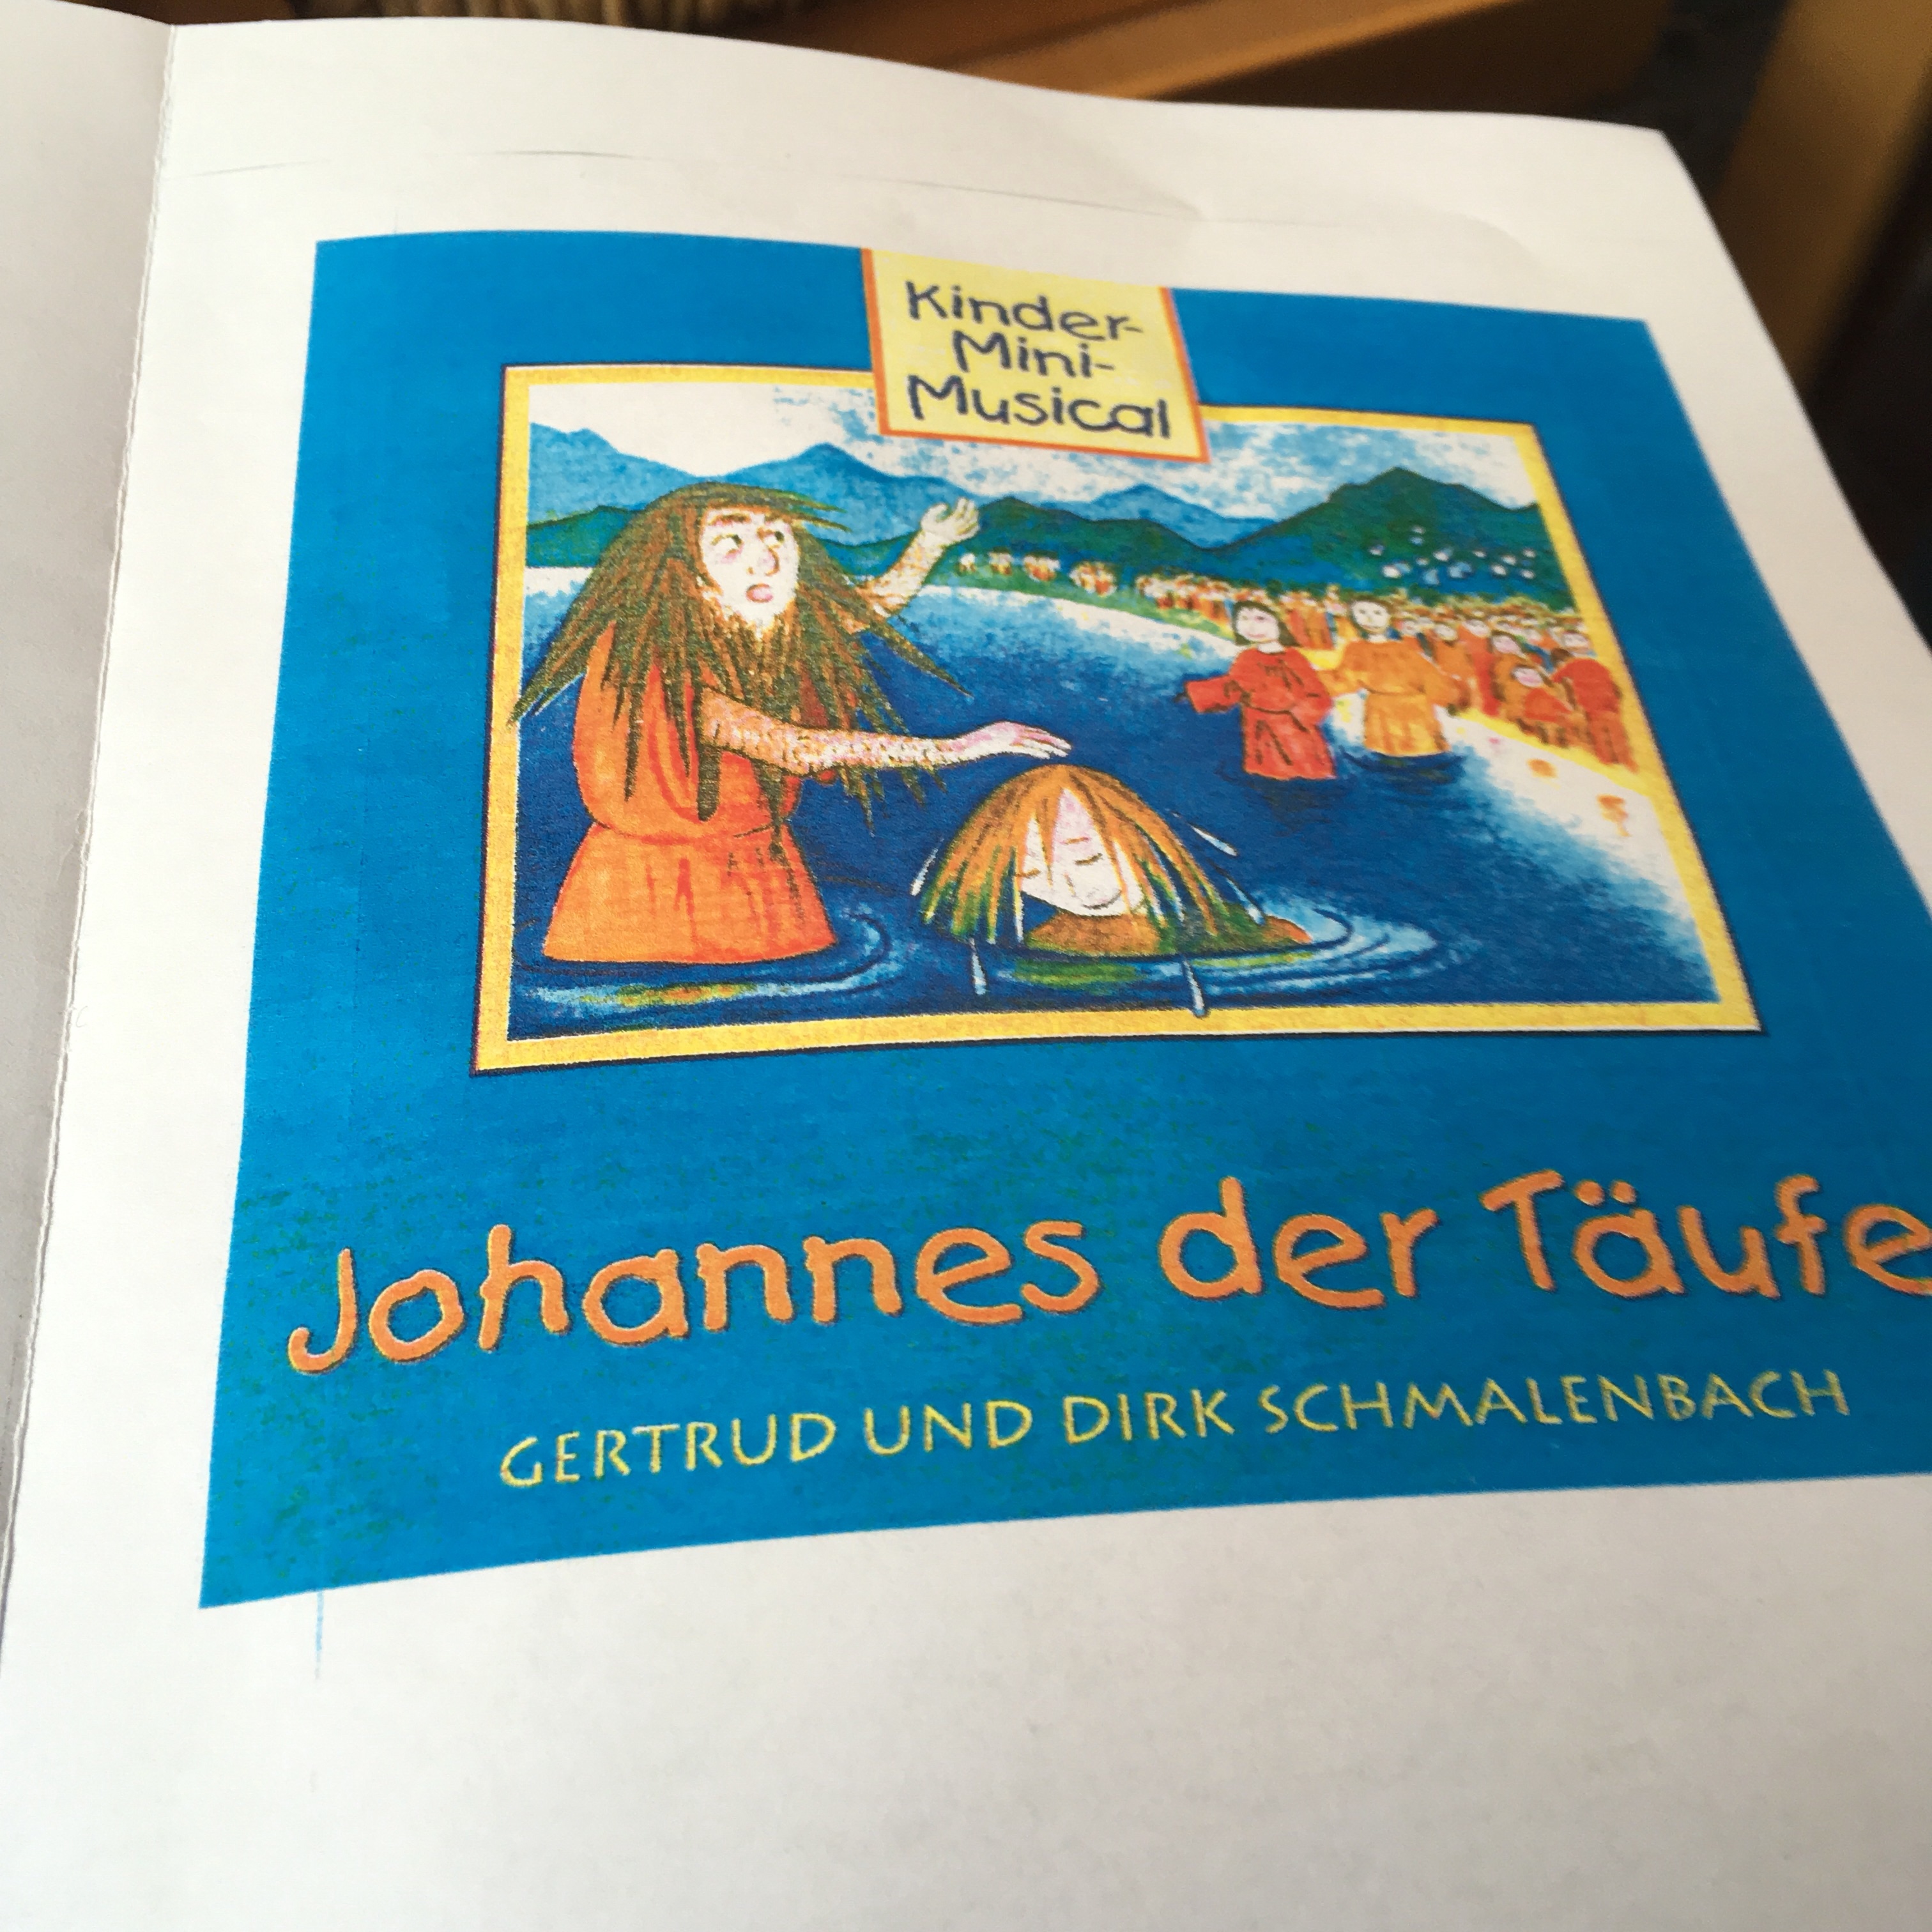 Kinder-
Mini-
Musical
Johannes der Täufe
GERTRUD UND DIRK SCHMALENBACH